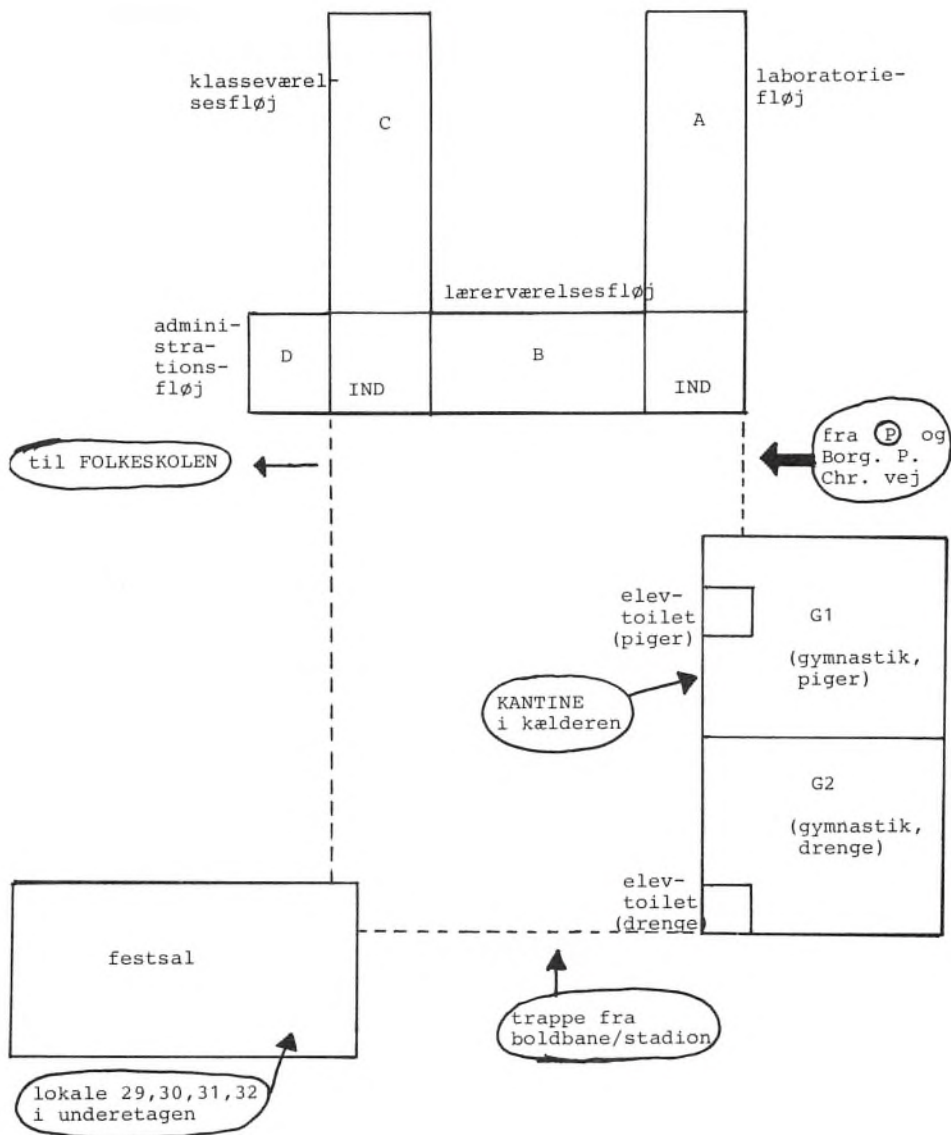 klasseværel-
sesfløj
C
A
laboratorie-
fløj
lærerværelsesfløj
admini-
stra-
tions-
fløj
D
IND
B
IND
til FOLKESKOLEN
fra P og
Borg. P.
Chr. vej
elev-
toilet
(piger)
G1
(gymnastik,
piger)
KANTINE
i kælderen
G2
(gymnastik,
drenge)
elev-
toilet
(drenge)
festsal
trappe fra
boldbane/stadion
lokale 29,30,31,32
i underetagen